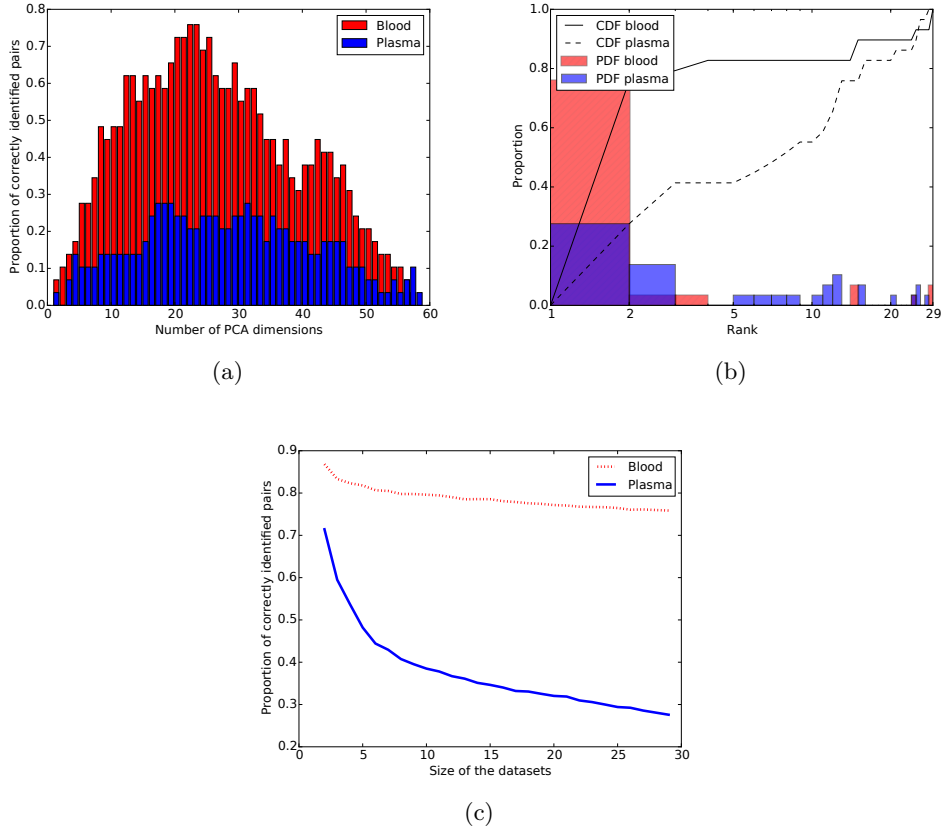 Proportion of correctly identified pairs
0.8
0.7
0.6
0.5
0.4
0.3
0.2
0.1
0.0
0 10 20 30 40 50 60
Number of PCA dimensions
Blood
Plasma
(a)
Proportion
1.0
0.8
0.6
0.4
0.2
0.0
1 2 5 10 20 29
Rank
CDF blood
CDF plasma
PDF blood
PDF plasma
(b)
Proportion of correctly identified pairs
0.9
0.8
0.7
0.6
0.5
0.4
0.3
0.2
0 5 10 15 20 25 30
Size of the datasets
Blood
Plasma
(c)